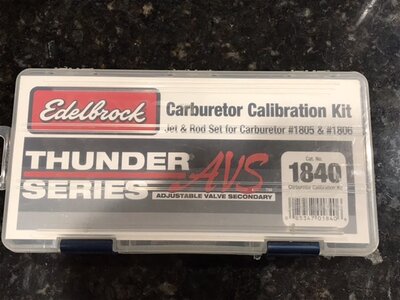 Edelbrock
Carburetor Calibration Kit
Jet & Rod Set for Carburetor #1805 & #1806
THUNDER AVS
SERIES
ADJUSTABLE VALVE SECONDARY
Cat. No.
1840
Carburetor Calibration Kit